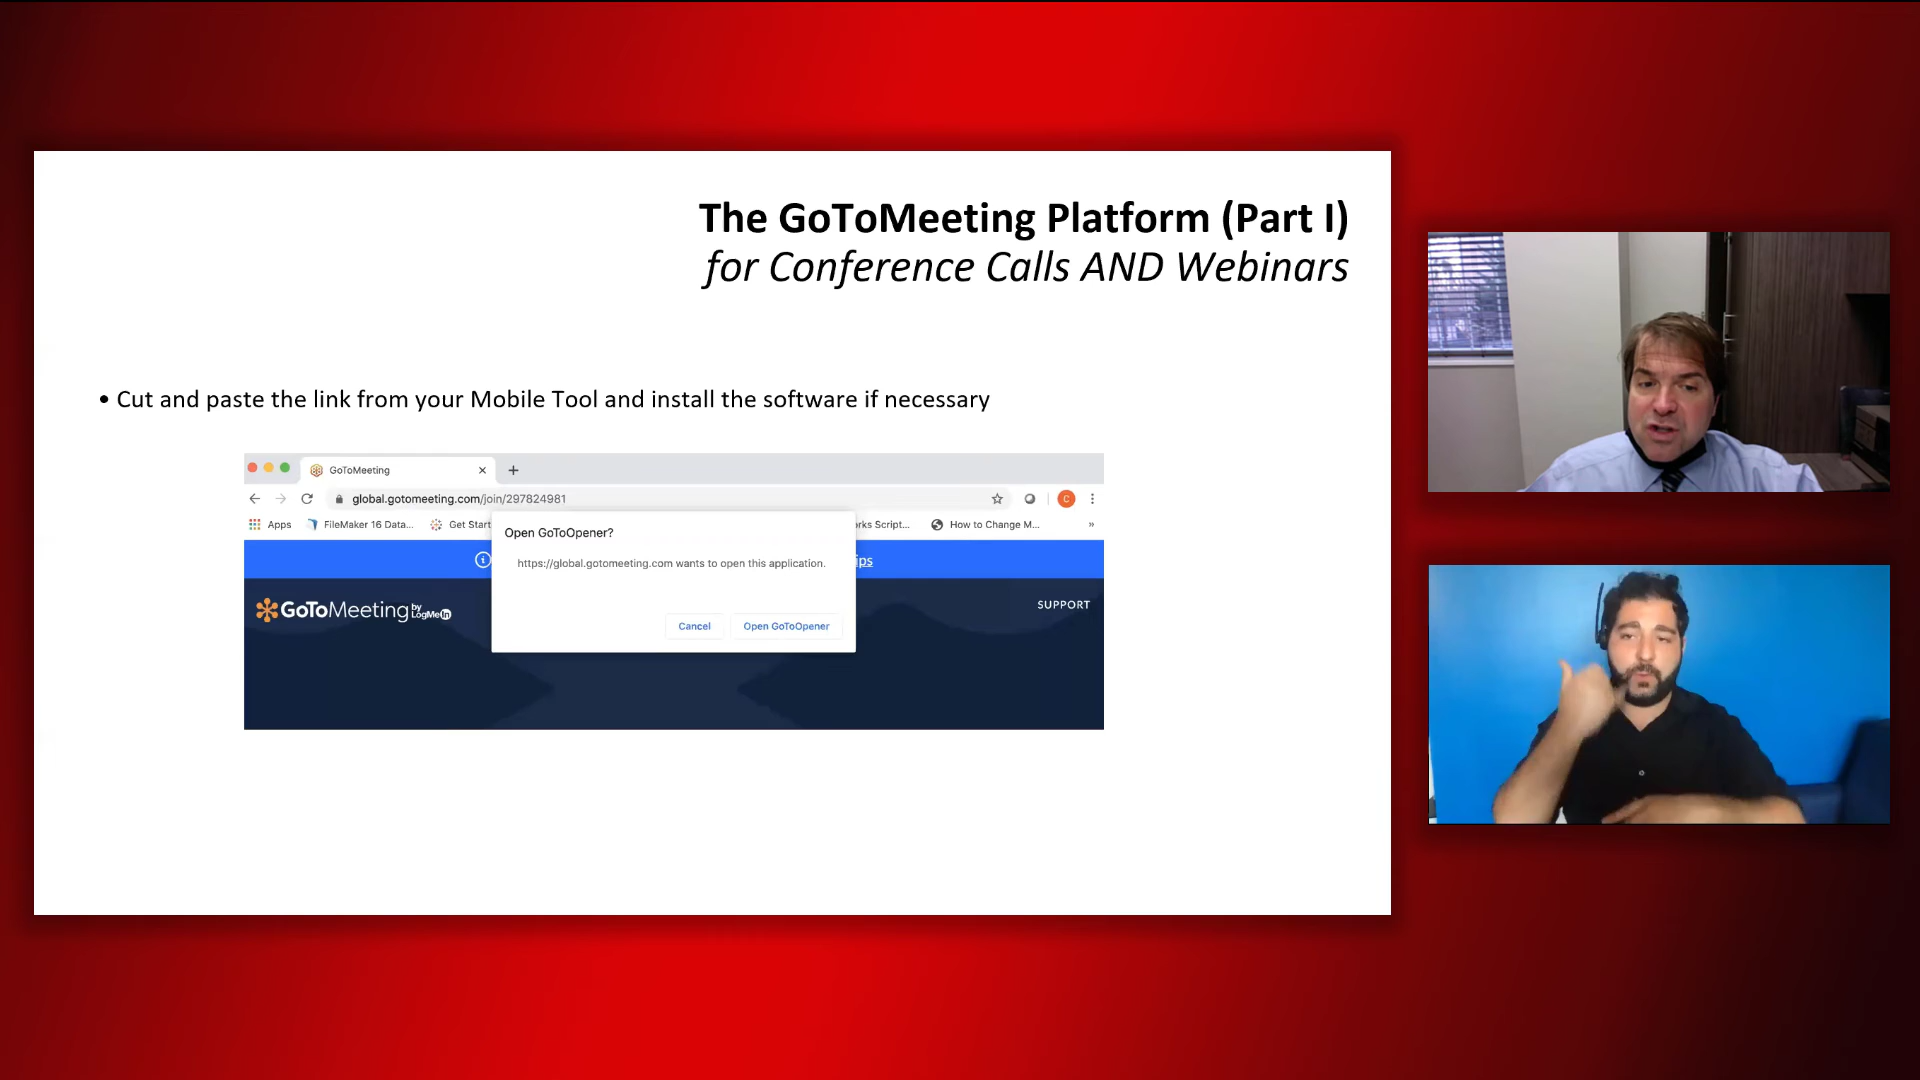 The GoToMeeting Platform (Part I)
for Conference Calls AND Webinars
• Cut and paste the link from your Mobile Tool and install the software if necessary
GoToMeeting
global.gotomeeting.com/join/297824981
C
Apps FileMaker 16 Data... Get Start rks Script... How to Change M... »
Open GoToOpener?
https://global.gotomeeting.com wants to open this application.
Cancel Open GoToOpener
ips
GoToMeeting by LogMeIn
SUPPORT